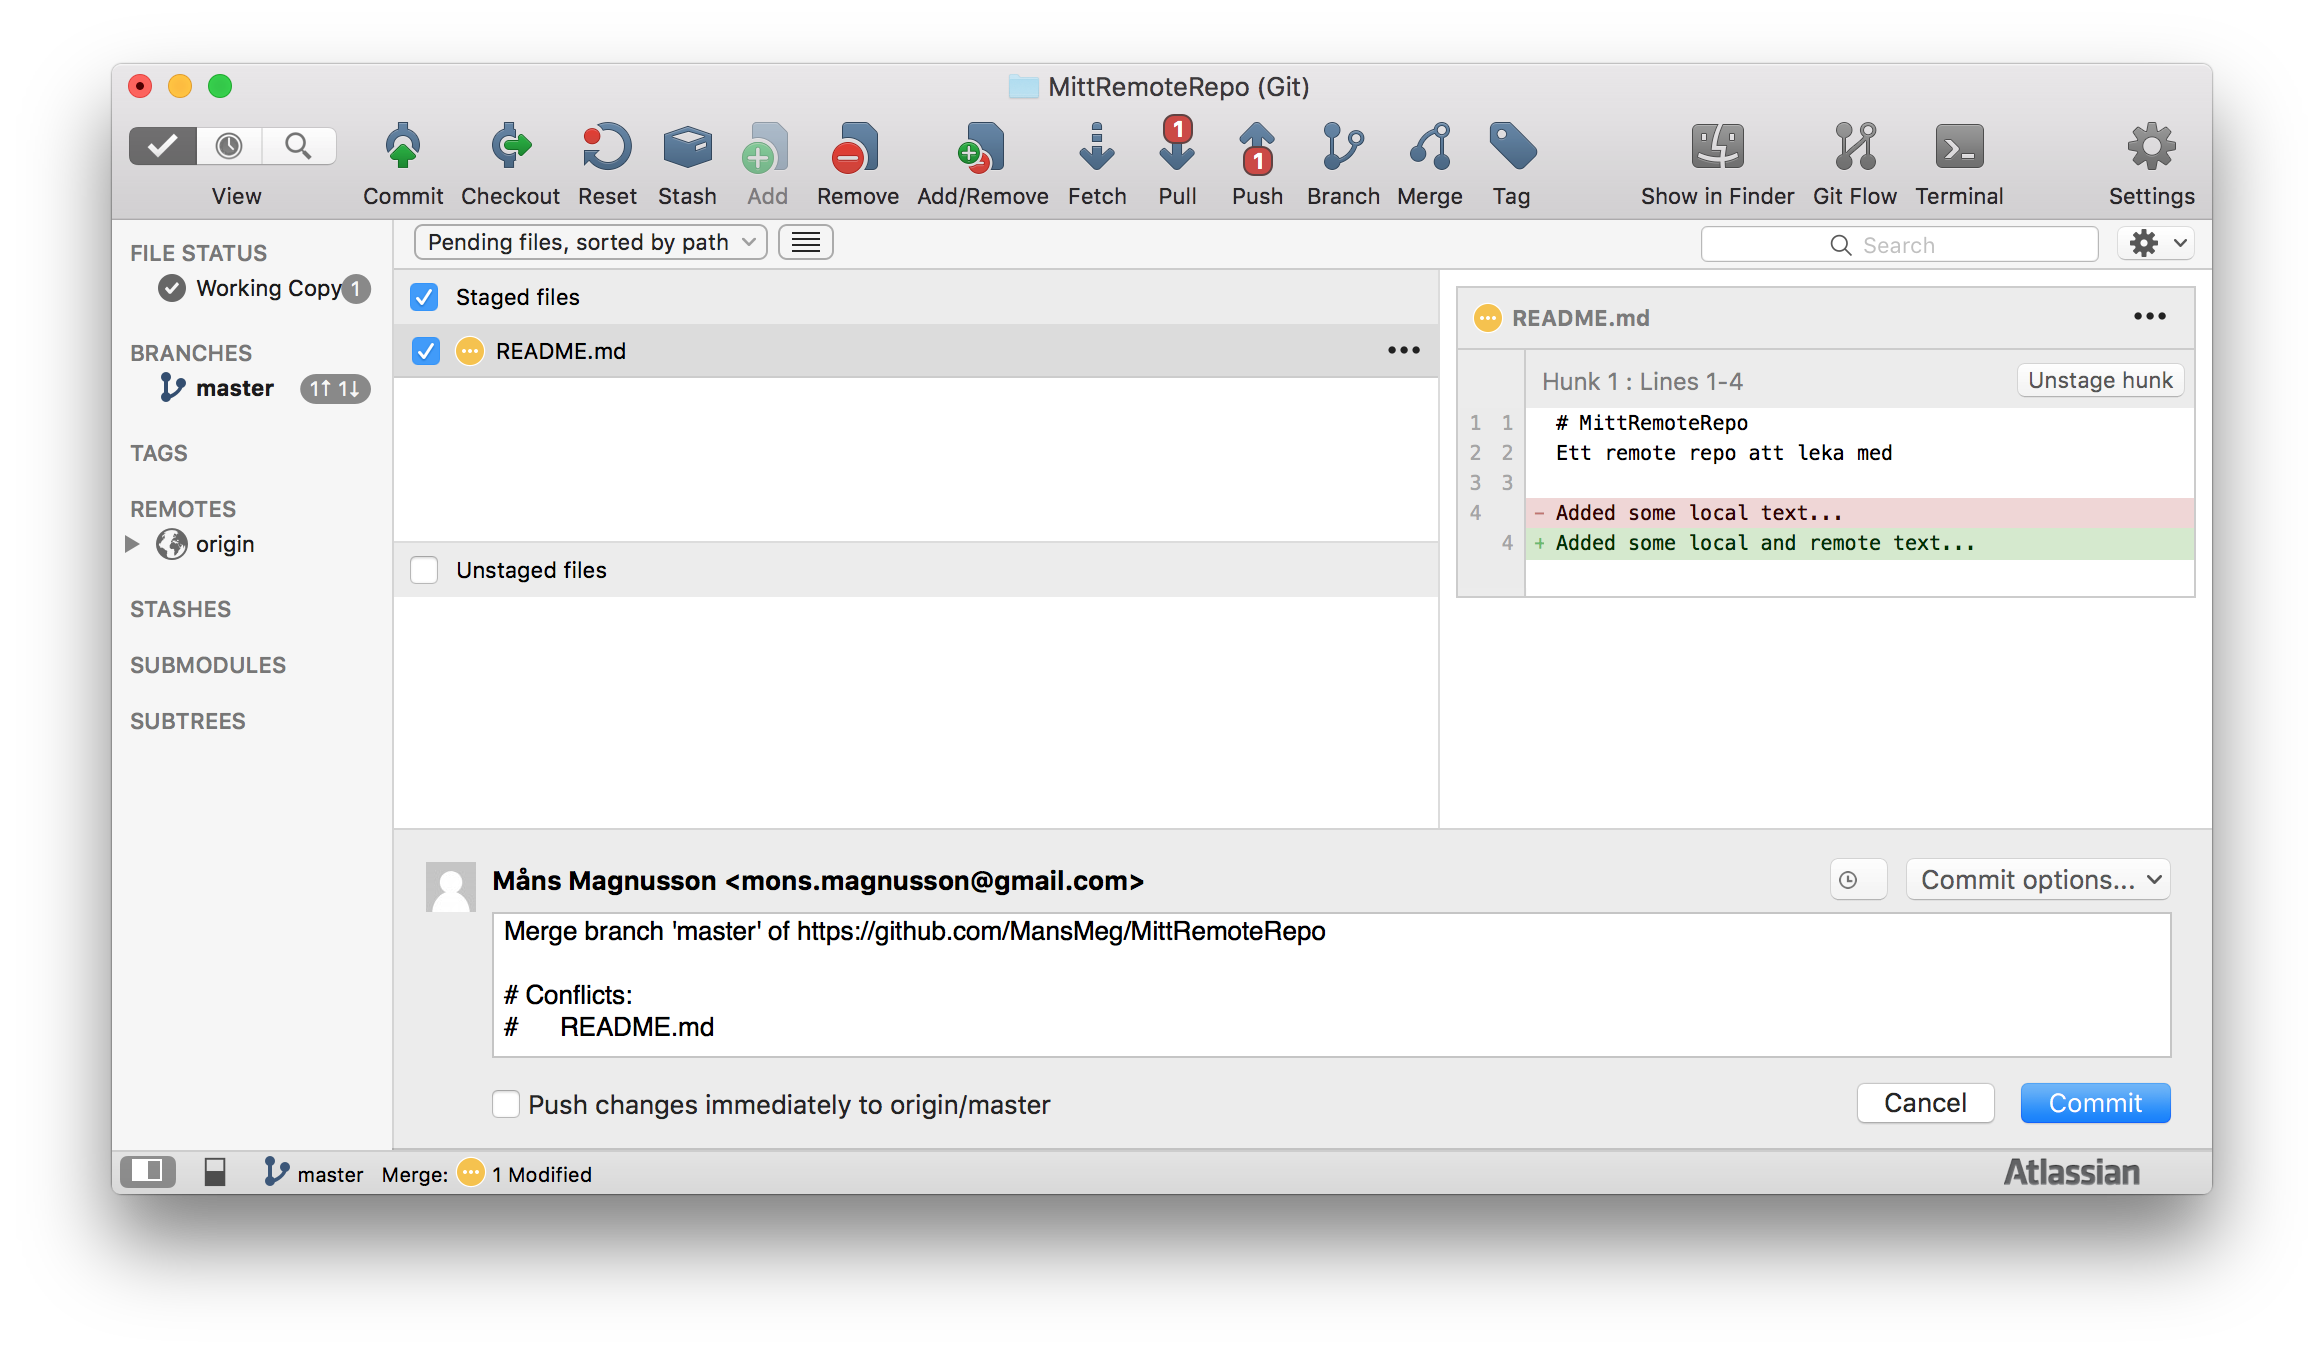 MittRemoteRepo (Git)
View
Commit
Checkout
Reset
Stash
Add
Remove
Add/Remove
Fetch
1
Pull
1
Push
Branch
Merge
Tag
Show in Finder
Git Flow
Terminal
Settings
FILE STATUS
Working Copy 1
BRANCHES
master 1↑ 1↓
TAGS
REMOTES
origin
STASHES
SUBMODULES
SUBTREES
Pending files, sorted by path
Search
Staged files
README.md
Unstaged files
README.md
Hunk 1 : Lines 1-4
Unstage hunk
1 1 # MittRemoteRepo
2 2 Ett remote repo att leka med
3 3
4 - Added some local text...
4 + Added some local and remote text...
Måns Magnusson <mons.magnusson@gmail.com>
Commit options...
Merge branch 'master' of https://github.com/MansMeg/MittRemoteRepo
# Conflicts:
# README.md
Push changes immediately to origin/master
Cancel
Commit
master Merge: 1 Modified
Atlassian